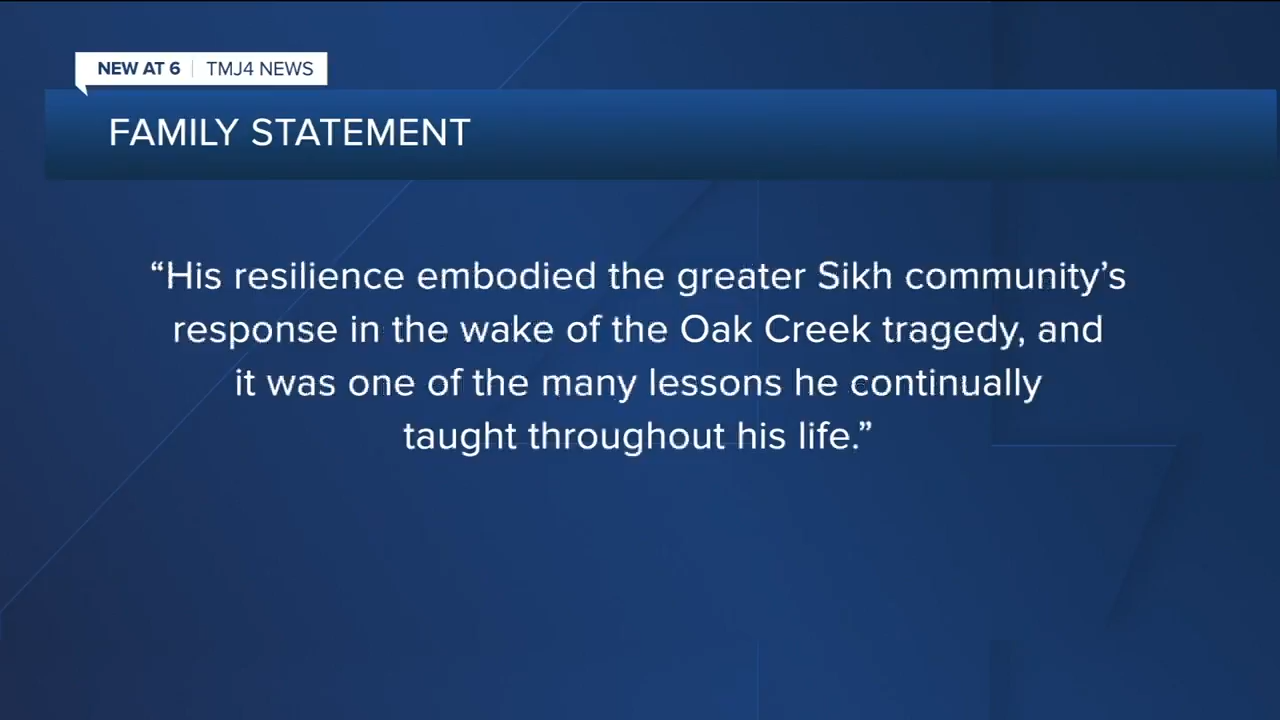 NEW AT 6 | TMJ4 NEWS
FAMILY STATEMENT
“His resilience embodied the greater Sikh community’s
response in the wake of the Oak Creek tragedy, and
it was one of the many lessons he continually
taught throughout his life.”